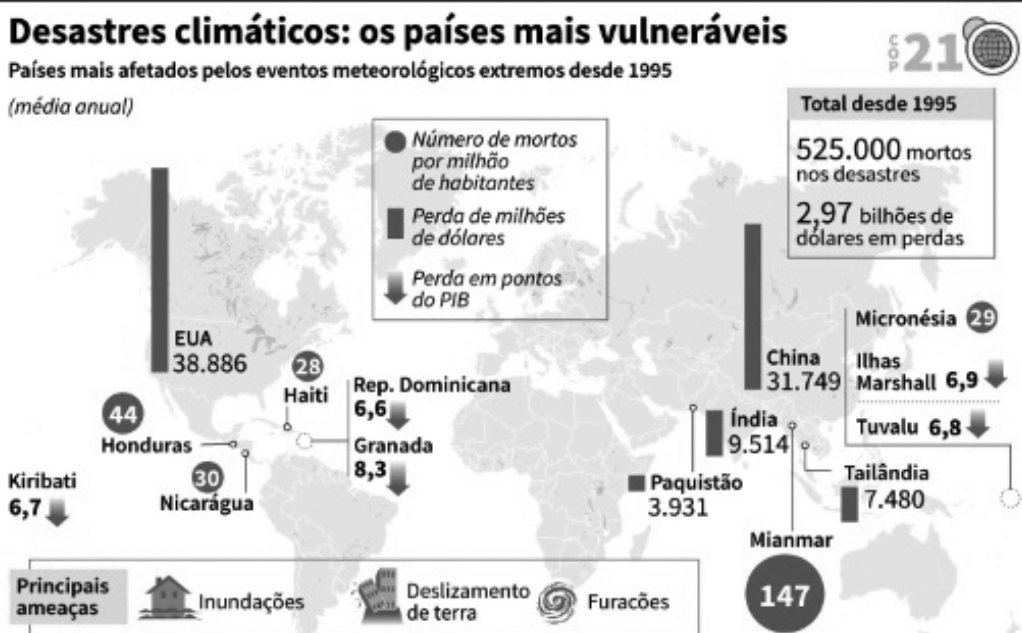 Desastres climáticos: os países mais vulneráveis
Países mais afetados pelos eventos meteorológicos extremos desde 1995
(média anual)
COP
21
Número de mortos
por milhão
de habitantes
Perda de milhões
de dólares
Perda em pontos
do PIB
Total desde 1995
525.000 mortos
nos desastres
2,97 bilhões de
dólares em perdas
EUA
38.886
28
Haiti
44
Honduras
30
Nicarágua
Kiribati
6,7
Rep. Dominicana
6,6
Granada
8,3
China
31.749
Índia
9.514
Paquistão
3.931
Mianmar
147
Tailândia
7.480
Micronésia 29
Ilhas
Marshall 6,9
Tuvalu 6,8
Principais
ameaças
Inundações
Deslizamento
de terra
Furacões